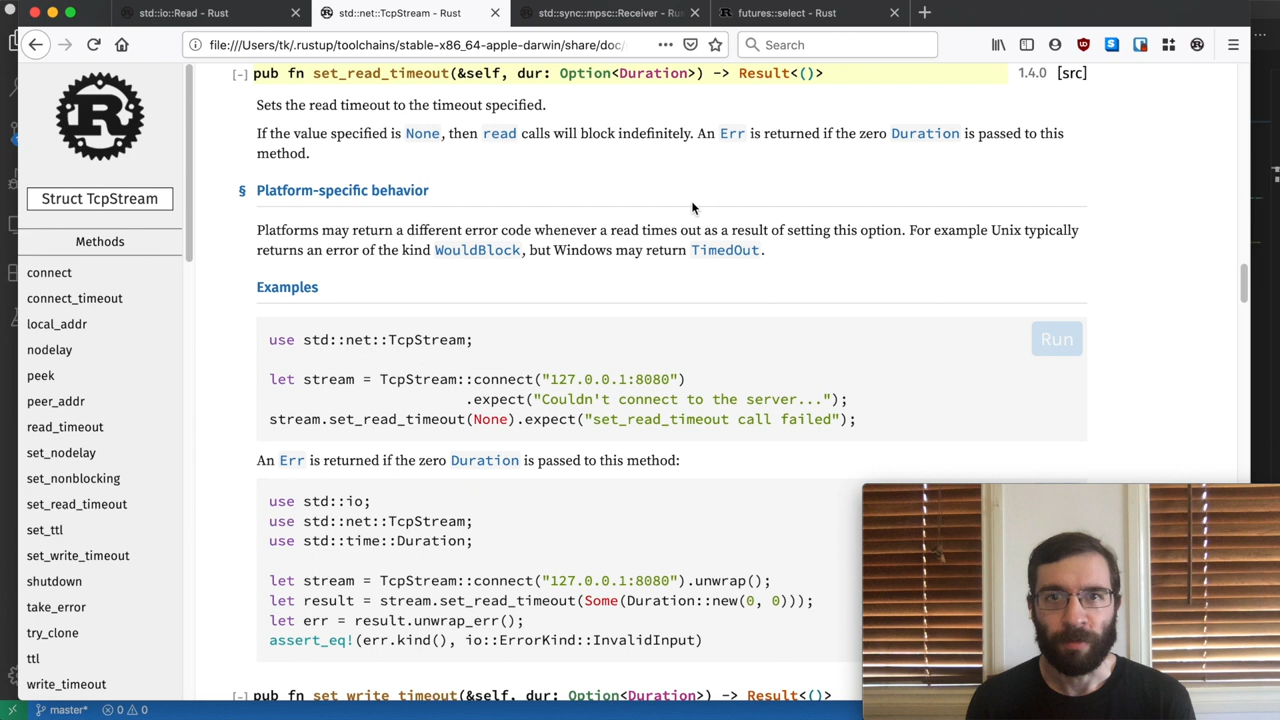 std::io::Read - Rust
std::net::TcpStream - Rust
std::sync::mpsc::Receiver - Rus
futures::select - Rust
file:///Users/tk/.rustup/toolchains/stable-x86_64-apple-darwin/share/doc/
Search
R
Struct TcpStream
Methods
connect
connect_timeout
local_addr
nodelay
peek
peer_addr
read_timeout
set_nodelay
set_nonblocking
set_read_timeout
set_ttl
set_write_timeout
shutdown
take_error
try_clone
ttl
write_timeout
[-] pub fn set_read_timeout(&self, dur: Option<Duration>) -> Result<()>
1.4.0 [src]
Sets the read timeout to the timeout specified.
If the value specified is None, then read calls will block indefinitely. An Err is returned if the zero Duration is passed to this
method.
§ Platform-specific behavior
Platforms may return a different error code whenever a read times out as a result of setting this option. For example Unix typically
returns an error of the kind WouldBlock, but Windows may return TimedOut.
Examples
Run
use std::net::TcpStream;
let stream = TcpStream::connect("127.0.0.1:8080")
.expect("Couldn't connect to the server...");
stream.set_read_timeout(None).expect("set_read_timeout call failed");
An Err is returned if the zero Duration is passed to this method:
use std::io;
use std::net::TcpStream;
use std::time::Duration;
let stream = TcpStream::connect("127.0.0.1:8080").unwrap();
let result = stream.set_read_timeout(Some(Duration::new(0, 0)));
let err = result.unwrap_err();
assert_eq!(err.kind(), io::ErrorKind::InvalidInput)
[-] pub fn set_write_timeout(&self, dur: Option<Duration>) -> Result<()>
master* 0 0